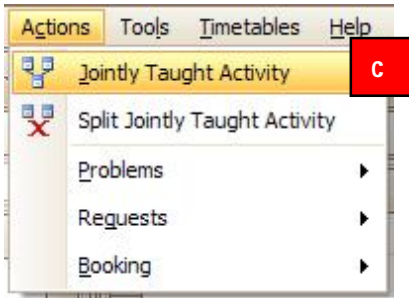 Actions Tools Timetables Help
Jointly Taught Activity C
Split Jointly Taught Activity
Problems
Requests
Booking